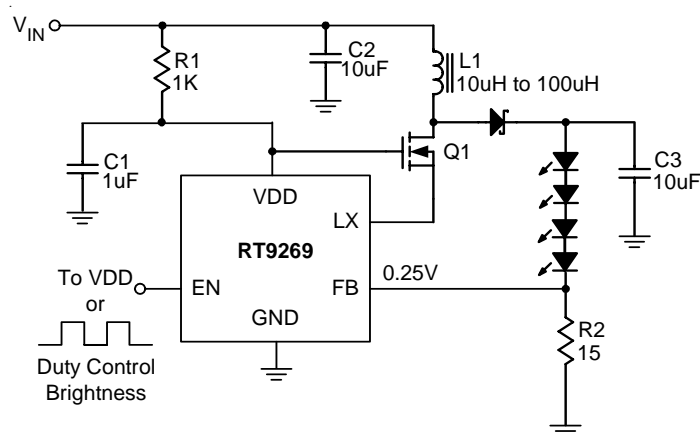 VIN
R1
1K
C2
10uF
L1
10uH to 100uH
Q1
C1
1uF
C3
10uF
VDD
LX
RT9269
To VDD
or
EN
FB
0.25V
GND
R2
15
Duty Control
Brightness